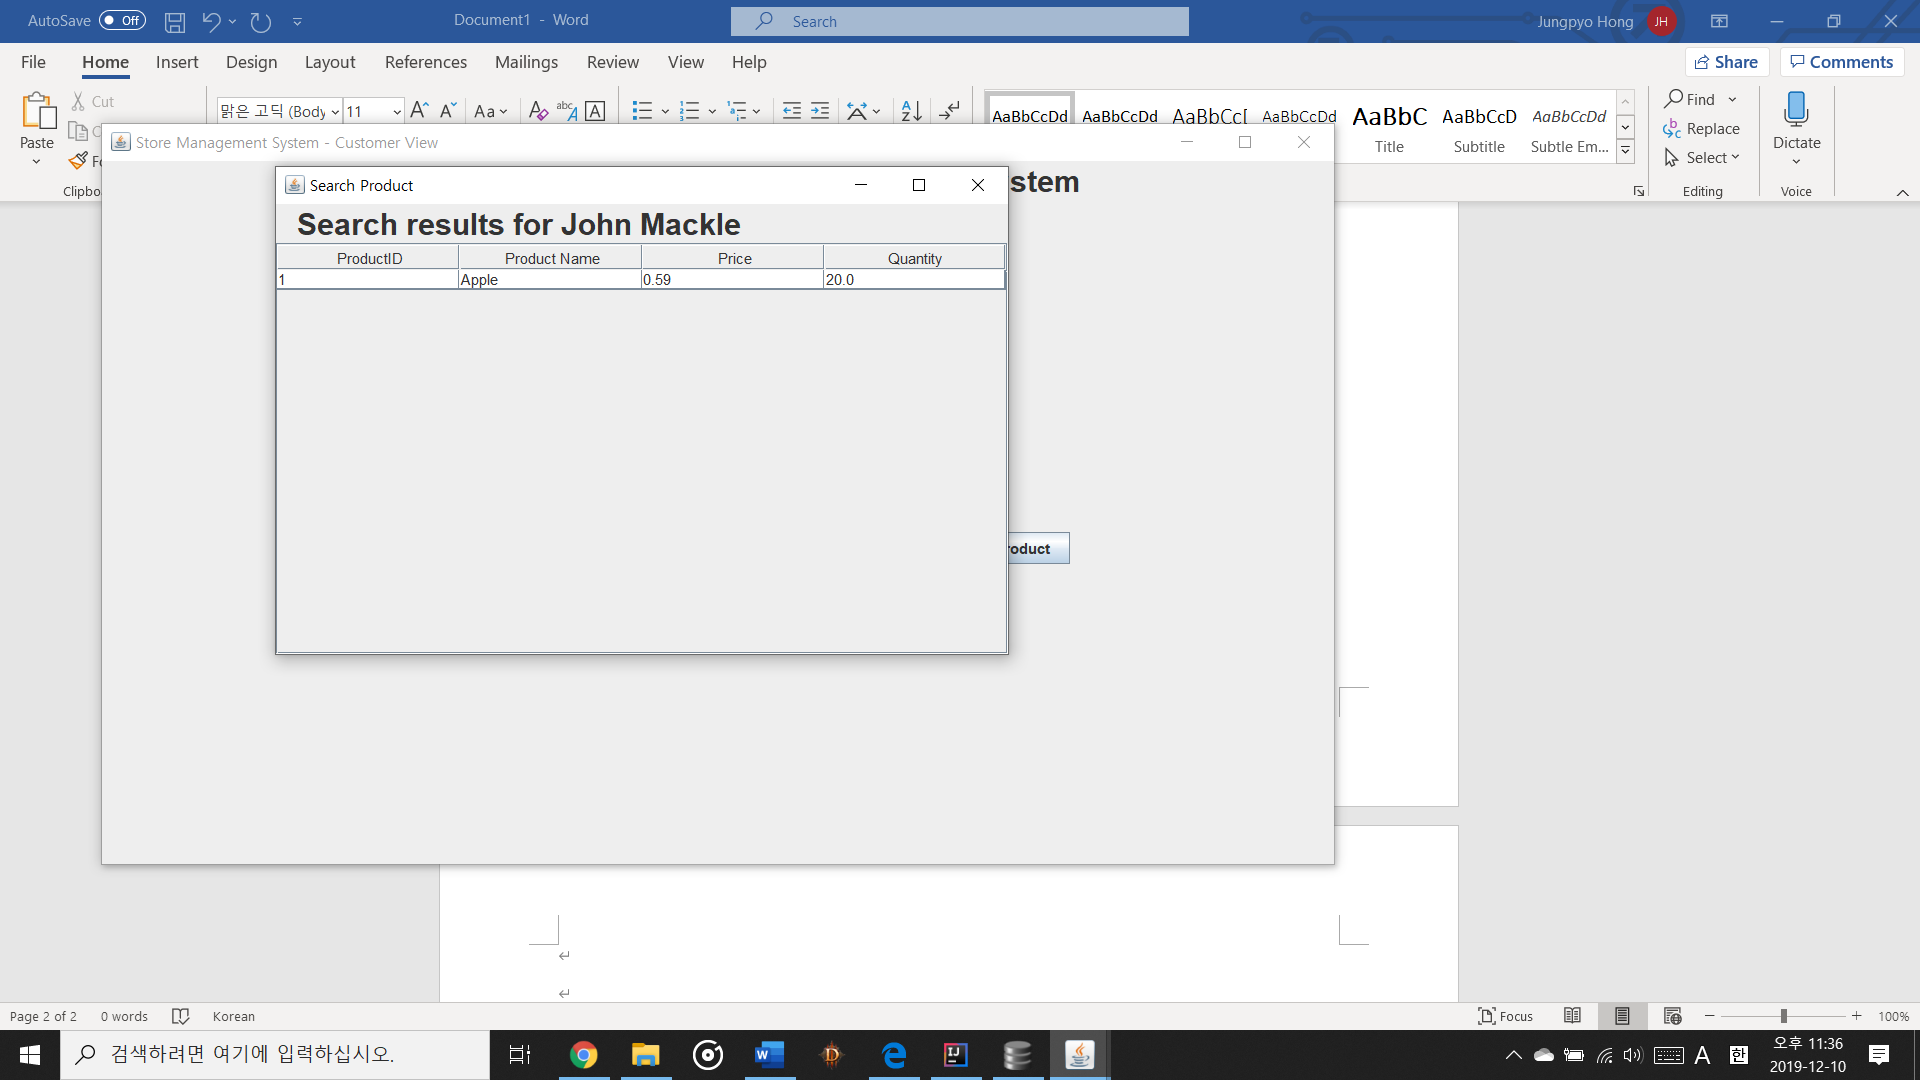 AutoSave Off
Document1 - Word
Search
Jungpyo Hong JH
File Home Insert Design Layout References Mailings Review View Help
Share Comments
Paste
Cut
Clipbo
맑은 고딕 (Body 11
Aa
abc
A
AaBbCcDd AaBbCcDd AaBbC( AaBbCcDd AaBbC AaBbCcD AaBbCcDd
Title Subtitle Subtle Em...
Find
Replace
Select
Editing
Dictate
Voice
Store Management System - Customer View
stem
Search Product
Search results for John Mackle
ProductID Product Name Price Quantity
1 Apple 0.59 20.0
roduct
Page 2 of 2 0 words Korean
Focus
100%
검색하려면 여기에 입력하십시오.
A 한
오후 11:36
2019-12-10